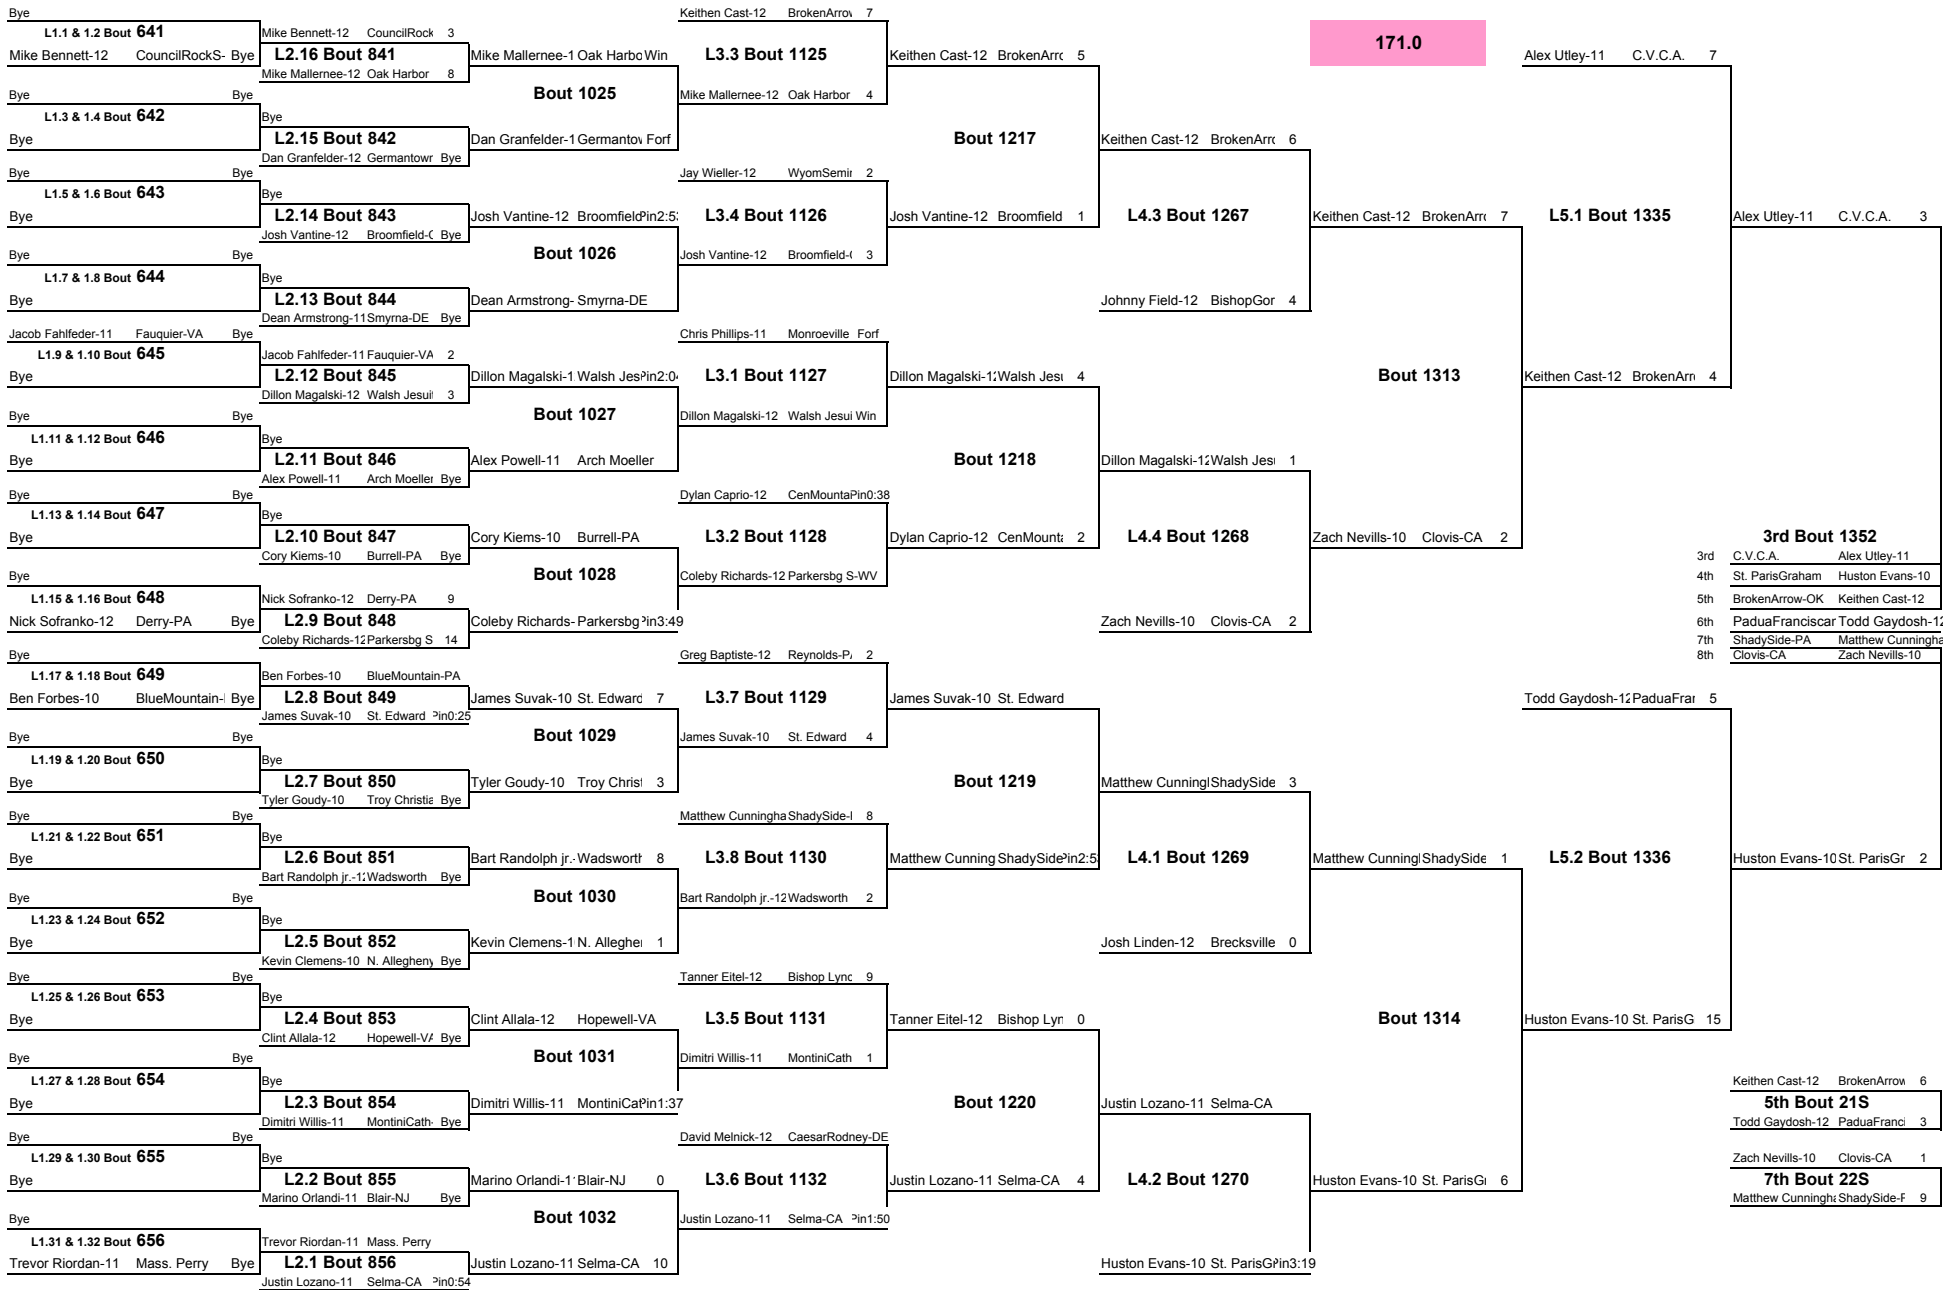 Bye
L1.1 & 1.2 Bout 641
Mike Bennett-12 CouncilRockS- Bye
Bye Bye
L1.3 & 1.4 Bout 642
Bye
Bye Bye
L1.5 & 1.6 Bout 643
Bye
Bye Bye
L1.7 & 1.8 Bout 644
Bye
Jacob Fahlfeder-11 Fauquier-VA Bye
L1.9 & 1.10 Bout 645
Bye
Bye Bye
L1.11 & 1.12 Bout 646
Bye
Bye Bye
L1.13 & 1.14 Bout 647
Bye
Bye Bye
L1.15 & 1.16 Bout 648
Nick Sofranko-12 Derry-PA Bye
Bye
L1.17 & 1.18 Bout 649
Ben Forbes-10 BlueMountain- Bye
Bye Bye
L1.19 & 1.20 Bout 650
Bye
Bye Bye
L1.21 & 1.22 Bout 651
Bye
Bye Bye
L1.23 & 1.24 Bout 652
Bye
Bye Bye
L1.25 & 1.26 Bout 653
Bye
Bye Bye
L1.27 & 1.28 Bout 654
Bye
Bye Bye
L1.29 & 1.30 Bout 655
Bye
Bye
L1.31 & 1.32 Bout 656
Trevor Riordan-11 Mass. Perry Bye
Mike Bennett-12 CouncilRock 3
L2.16 Bout 841
Mike Mallernee-12 Oak Harbor 8
Bye
L2.15 Bout 842
Dan Granfelder-12 Germantown Bye
Bye
L2.14 Bout 843
Josh Vantine-12 Broomfield-C Bye
Bye
L2.13 Bout 844
Dean Armstrong-11 Smyrna-DE Bye
Jacob Fahlfeder-11 Fauquier-VA 2
L2.12 Bout 845
Dillon Magalski-12 Walsh Jesuit 3
Bye
L2.11 Bout 846
Alex Powell-11 Arch Moeller Bye
Bye
L2.10 Bout 847
Cory Kiems-10 Burrell-PA Bye
Nick Sofranko-12 Derry-PA 9
L2.9 Bout 848
Coleby Richards-12 Parkersbg S 14
Ben Forbes-10 BlueMountain-PA
L2.8 Bout 849
James Suvak-10 St. Edward Pin0:25
Bye
L2.7 Bout 850
Tyler Goudy-10 Troy Christia Bye
Bye
L2.6 Bout 851
Bart Randolph jr.-12 Wadsworth Bye
Bye
L2.5 Bout 852
Kevin Clemens-10 N. Allegheny Bye
Bye
L2.4 Bout 853
Clint Allala-12 Hopewell-VA Bye
Bye
L2.3 Bout 854
Dimitri Willis-11 MontiniCath- Bye
Bye
L2.2 Bout 855
Marino Orlandi-11 Blair-NJ Bye
Trevor Riordan-11 Mass. Perry
L2.1 Bout 856
Justin Lozano-11 Selma-CA Pin0:54
Mike Mallernee-1 Oak Harbo Win
Bout 1025
Dan Granfelder-1 Germantov Forf
Josh Vantine-12 Broomfield Pin2:53
Bout 1026
Dean Armstrong- Smyrna-DE
Dillon Magalski-1 Walsh Jes Pin2:04
Bout 1027
Alex Powell-11 Arch Moeller
Cory Kiems-10 Burrell-PA
Bout 1028
Coleby Richards- Parkersbg Pin3:49
James Suvak-10 St. Edward 7
Bout 1029
Tyler Goudy-10 Troy Christ 3
Bart Randolph jr.- Wadsworth 8
Bout 1030
Kevin Clemens-1 N. Alleghe 1
Clint Allala-12 Hopewell-VA
Bout 1031
Dimitri Willis-11 MontiniCat Pin1:37
Marino Orlandi-1 Blair-NJ 0
Bout 1032
Justin Lozano-11 Selma-CA 10
Keithen Cast-12 BrokenArrow 7
L3.3 Bout 1125
Mike Mallernee-12 Oak Harbor 4
Jay Wieller-12 WyomSemir 2
L3.4 Bout 1126
Josh Vantine-12 Broomfield-( 3
Chris Phillips-11 Monroeville Forf
L3.1 Bout 1127
Dillon Magalski-12 Walsh Jesui Win
Dylan Caprio-12 CenMounta Pin0:38
L3.2 Bout 1128
Coleby Richards-12 Parkersbg S-WV
Greg Baptiste-12 Reynolds-PA 2
L3.7 Bout 1129
James Suvak-10 St. Edward 4
Matthew Cunningha ShadySide-I 8
L3.8 Bout 1130
Bart Randolph jr.-12 Wadsworth 2
Tanner Eitel-12 Bishop Lync 9
L3.5 Bout 1131
Dimitri Willis-11 MontiniCath 1
David Melnick-12 CaesarRodney-DE
L3.6 Bout 1132
Justin Lozano-11 Selma-CA Pin1:50
Keithen Cast-12 BrokenArrc 5
Bout 1217
Josh Vantine-12 Broomfield 1
Dillon Magalski-12 Walsh Jesu 4
Bout 1218
Dylan Caprio-12 CenMounta 2
James Suvak-10 St. Edward
Bout 1219
Matthew Cunning ShadySide Pin2:5
Tanner Eitel-12 Bishop Lyn 0
Bout 1220
Justin Lozano-11 Selma-CA 4
Keithen Cast-12 BrokenArrc 6
L4.3 Bout 1267
Johnny Field-12 BishopGor 4
Dillon Magalski-12 Walsh Jesu 1
L4.4 Bout 1268
Zach Nevills-10 Clovis-CA 2
Matthew Cunningl ShadySide 3
L4.1 Bout 1269
Josh Linden-12 Brecksville 0
Justin Lozano-11 Selma-CA
L4.2 Bout 1270
Huston Evans-10 St. ParisG Pin3:19
171.0
Keithen Cast-12 BrokenArrc 7
Bout 1313
Zach Nevills-10 Clovis-CA 2
Matthew Cunning ShadySide 1
Bout 1314
Huston Evans-10 St. ParisGr 6
Alex Utley-11 C.V.C.A. 7
L5.1 Bout 1335
Keithen Cast-12 BrokenArr 4
Todd Gaydosh-12 PaduaFrar 5
L5.2 Bout 1336
Huston Evans-10 St. ParisG 15
Alex Utley-11 C.V.C.A. 3
3rd Bout 1352
3rd C.V.C.A. Alex Utley-11
4th St. ParisGraham Huston Evans-10
5th BrokenArrow-OK Keithen Cast-12
6th PaduaFranciscar Todd Gaydosh-12
7th ShadySide-PA Matthew Cunningha
8th Clovis-CA Zach Nevills-10
Huston Evans-10 St. ParisGr 2
Keithen Cast-12 BrokenArrow 6
5th Bout 21S
Todd Gaydosh-12 PaduaFranci 3
Zach Nevills-10 Clovis-CA 1
7th Bout 22S
Matthew Cunningha ShadySide-F 9